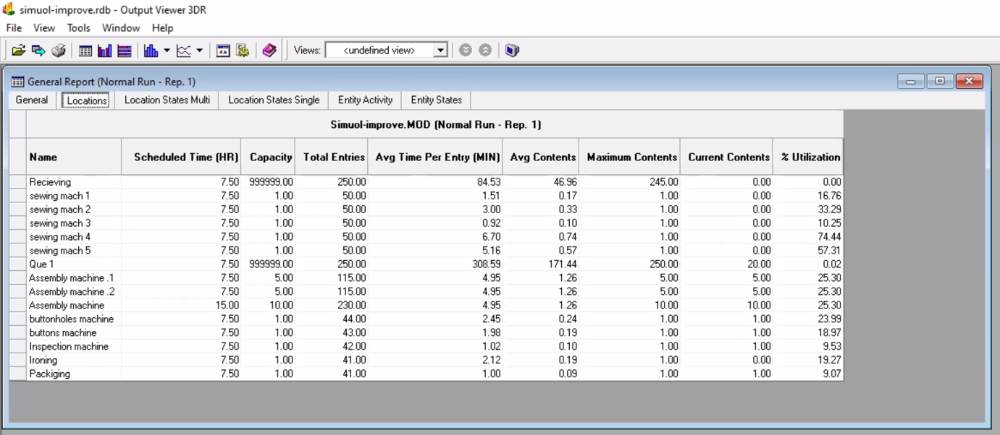 simuol-improve.rdb - Output Viewer 3DR
File View Tools Window Help
Views: <undefined view>
General Report (Normal Run - Rep. 1)
General Locations Location States Multi Location States Single Entity Activity Entity States
Simuol-improve.MOD (Normal Run - Rep. 1)
Name Scheduled Time (HR) Capacity Total Entries Avg Time Per Entry (MIN) Avg Contents Maximum Contents Current Contents % Utilization
Recieving 7.50 999999.00 250.00 84.53 46.96 245.00 0.00 0.00
sewing mach 1 7.50 1.00 50.00 1.51 0.17 1.00 0.00 16.76
sewing mach 2 7.50 1.00 50.00 3.00 0.33 1.00 0.00 33.29
sewing mach 3 7.50 1.00 50.00 0.92 0.10 1.00 0.00 10.25
sewing mach 4 7.50 1.00 50.00 6.70 0.74 1.00 0.00 74.44
sewing mach 5 7.50 1.00 50.00 5.16 0.57 1.00 0.00 57.31
Que 1 7.50 999999.00 250.00 308.59 171.44 250.00 20.00 0.02
Assembly machine .1 7.50 5.00 115.00 4.95 1.26 5.00 5.00 25.30
Assembly machine .2 7.50 5.00 115.00 4.95 1.26 5.00 5.00 25.30
Assembly machine 15.00 10.00 230.00 4.95 1.26 10.00 10.00 25.30
buttonholes machine 7.50 1.00 44.00 2.45 0.24 1.00 1.00 23.99
buttons machine 7.50 1.00 43.00 1.98 0.19 1.00 1.00 18.97
Inspection machine 7.50 1.00 42.00 1.02 0.10 1.00 1.00 9.53
Ironing 7.50 1.00 41.00 2.12 0.19 1.00 0.00 19.27
Packiging 7.50 1.00 41.00 1.00 0.09 1.00 1.00 9.07